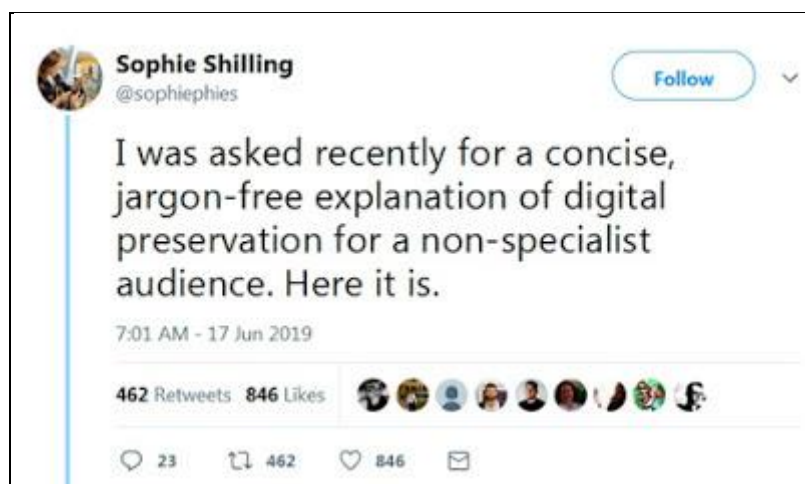 Sophie Shilling
@sophiephies
Follow
I was asked recently for a concise,
jargon-free explanation of digital
preservation for a non-specialist
audience. Here it is.
7:01 AM - 17 Jun 2019
462 Retweets 846 Likes
23 462 846